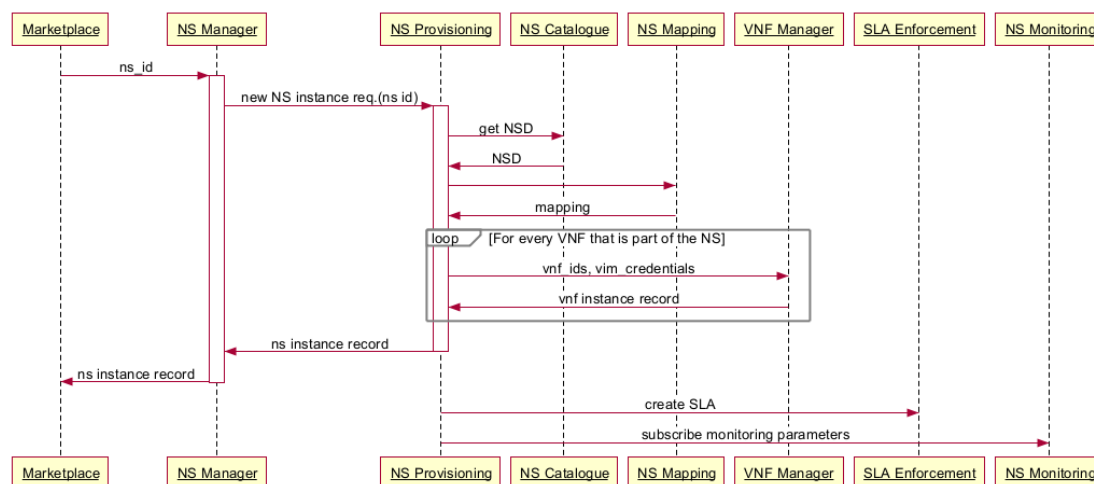 Marketplace NS Manager NS Provisioning NS Catalogue NS Mapping VNF Manager SLA Enforcement NS Monitoring
ns_id
new NS instance req.(ns id)
get NSD
NSD
mapping
loop [For every VNF that is part of the NS]
vnf_ids, vim_credentials
vnf instance record
ns instance record
ns instance record
create SLA
subscribe monitoring parameters
Marketplace NS Manager NS Provisioning NS Catalogue NS Mapping VNF Manager SLA Enforcement NS Monitoring